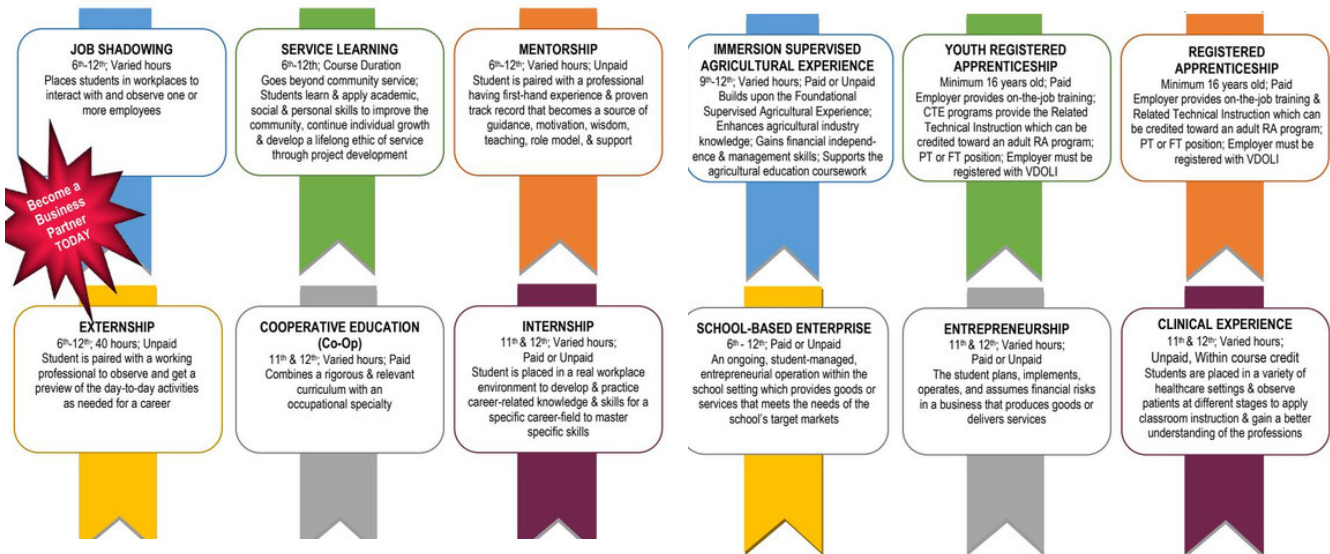 JOB SHADOWING
6th-12th; Varied hours
Places students in workplaces to
interact with and observe one or
more employees
SERVICE LEARNING
6th-12th; Course Duration
Goes beyond community service;
Students learn & apply academic,
social & personal skills to improve the
community, continue individual growth
& develop a lifelong ethic of service
through project development
MENTORSHIP
6th-12th; Varied hours; Unpaid
Student is paired with a professional
having first-hand experience & proven
track record that becomes a source of
guidance, motivation, wisdom,
teaching, role model, & support
IMMERSION SUPERVISED
AGRICULTURAL EXPERIENCE
9th-12th; Varied hours; Paid or Unpaid
Builds upon the Foundational
Supervised Agricultural Experience;
Enhances agricultural industry
knowledge; Gains financial independ-
ence & management skills; Supports the
agricultural education coursework
YOUTH REGISTERED
APPRENTICESHIP
Minimum 16 years old; Paid
Employer provides on-the-job training;
CTE programs provide the Related
Technical Instruction which can be
credited toward an adult RA program;
PT or FT position; Employer must be
registered with VDOLI
REGISTERED
APPRENTICESHIP
Minimum 16 years old; Paid
Employer provides on-the-job training &
Related Technical Instruction which can
be credited toward an adult RA program;
PT or FT position; Employer must be
registered with VDOLI
Become a
Business
Partner
TODAY
EXTERNSHIP
6th-12th; 40 hours; Unpaid
Student is paired with a working
professional to observe and get a
preview of the day-to-day activities
as needed for a career
COOPERATIVE EDUCATION
(Co-Op)
11th & 12th; Varied hours; Paid
Combines a rigorous & relevant
curriculum with an
occupational specialty
INTERNSHIP
11th & 12th; Varied hours;
Paid or Unpaid
Student is placed in a real workplace
environment to develop & practice
career-related knowledge & skills for a
specific career-field to master
specific skills
SCHOOL-BASED ENTERPRISE
6th - 12th; Paid or Unpaid
An ongoing, student-managed,
entrepreneurial operation within the
school setting which provides goods or
services that meets the needs of the
school's target markets
ENTREPRENEURSHIP
11th & 12th; Varied hours;
Paid or Unpaid
The student plans, implements,
operates, and assumes financial risks
in a business that produces goods or
delivers services
CLINICAL EXPERIENCE
11th & 12th; Varied hours;
Unpaid, Within course credit
Students are placed in a variety of
healthcare settings & observe
patients at different stages to apply
classroom instruction & gain a better
understanding of the professions